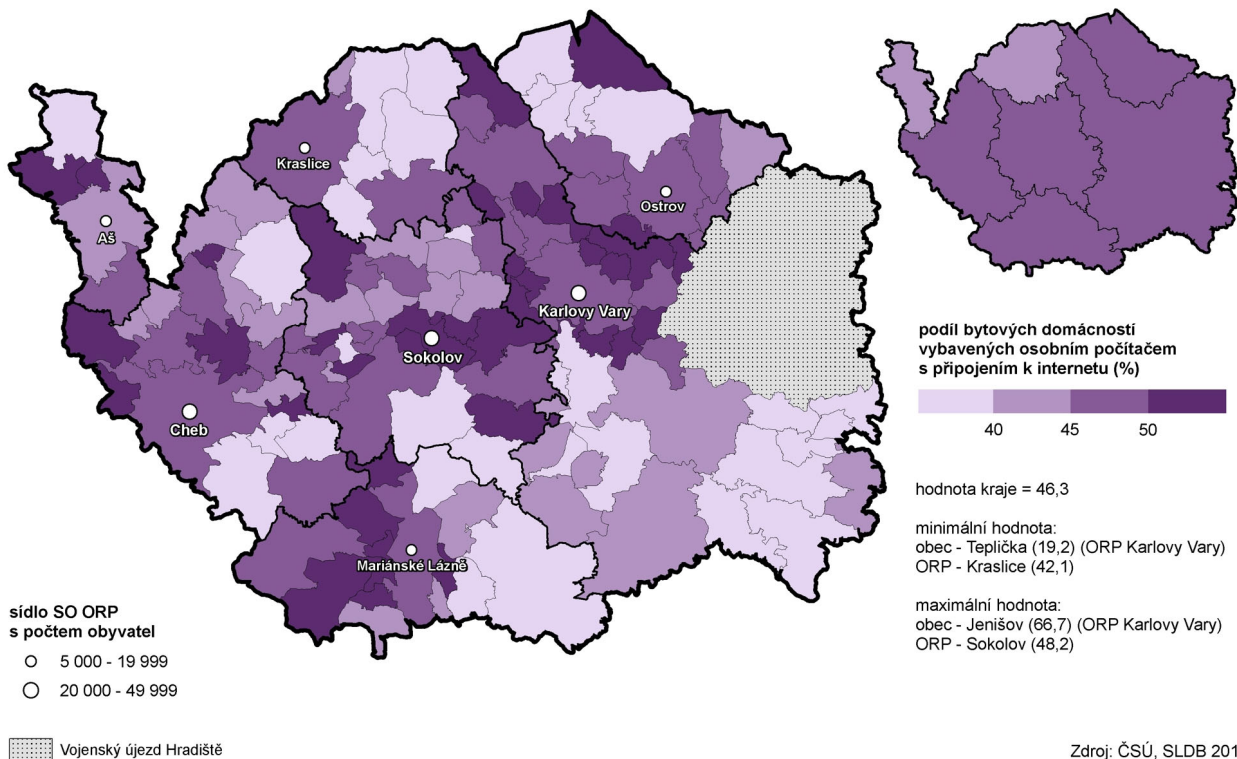 Kraslice
Ostrov
Aš
Karlovy Vary
Sokolov
Cheb
Mariánské Lázně
podíl bytových domácností
vybavených osobním počítačem
s připojením k internetu (%)
40 45 50
hodnota kraje = 46,3
minimální hodnota:
obec - Teplička (19,2) (ORP Karlovy Vary)
ORP - Kraslice (42,1)
maximální hodnota:
obec - Jenišov (66,7) (ORP Karlovy Vary)
ORP - Sokolov (48,2)
sídlo SO ORP
s počtem obyvatel
5 000 - 19 999
20 000 - 49 999
Vojenský újezd Hradiště
Zdroj: ČSÚ, SLDB 201